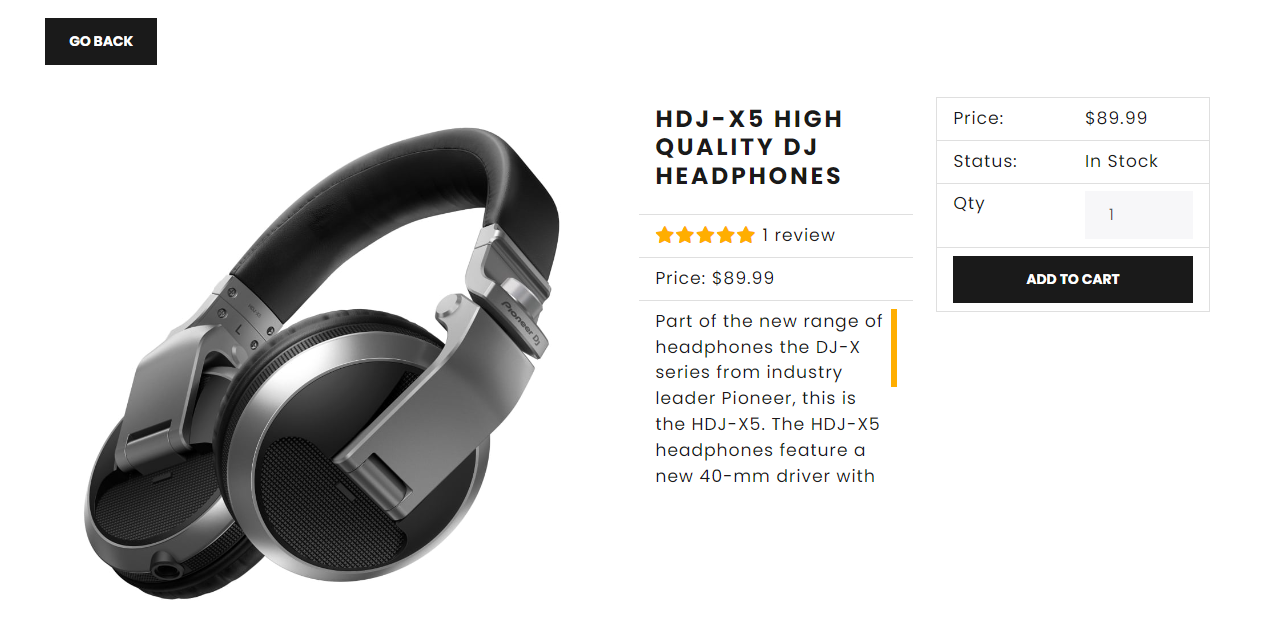 GO BACK
HDJ-X5 HIGH
QUALITY DJ
HEADPHONES
1 review
Price: $89.99
Part of the new range of
headphones the DJ-X
series from industry
leader Pioneer, this is
the HDJ-X5. The HDJ-X5
headphones feature a
new 40-mm driver with
Price: $89.99
Status: In Stock
Qty 1
ADD TO CART
Pioneer DJ
L